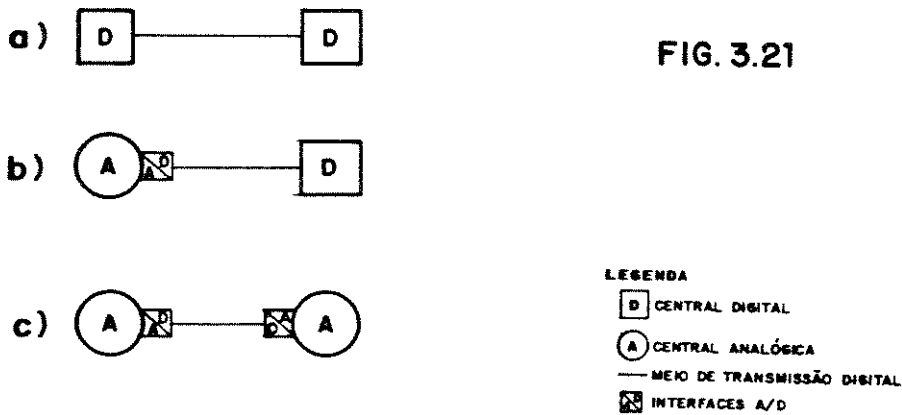 a) D D
FIG. 3.21
b) A A D D
c) A A D D A A
LEGENDA
D CENTRAL DIGITAL
A CENTRAL ANALÓGICA
MEIO DE TRANSMISSÃO DIGITAL
INTERFACES A/D